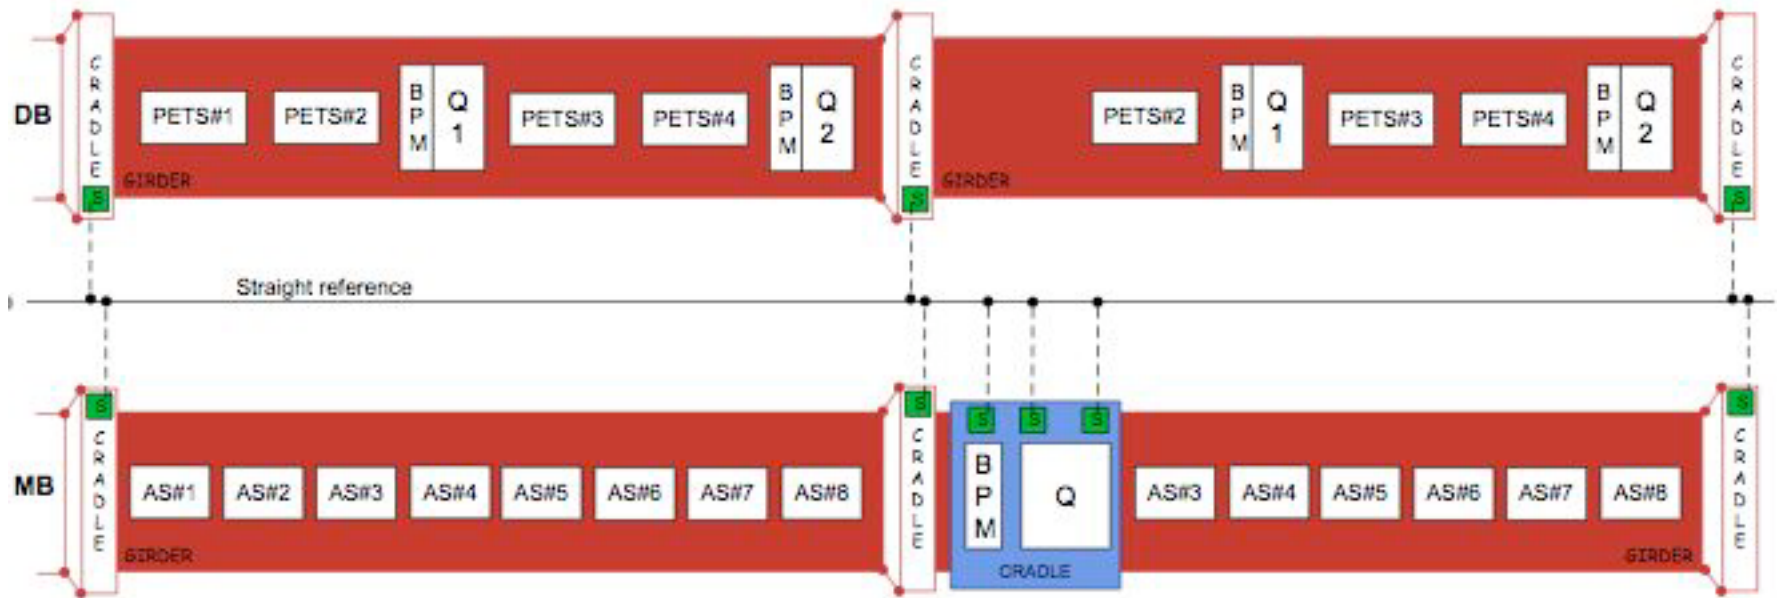 DB
CRADLE
S
GIRDER
PETS#1
PETS#2
BPM
Q1
PETS#3
PETS#4
BPM
Q2
CRADLE
S
GIRDER
PETS#2
BPM
Q1
PETS#3
PETS#4
BPM
Q2
CRADLE
S
Straight reference
MB
S
CRADLE
GIRDER
AS#1
AS#2
AS#3
AS#4
AS#5
AS#6
AS#7
AS#8
S
CRADLE
S
S
S
BPM
Q
CRADLE
AS#3
AS#4
AS#5
AS#6
AS#7
AS#8
GIRDER
S
CRADLE